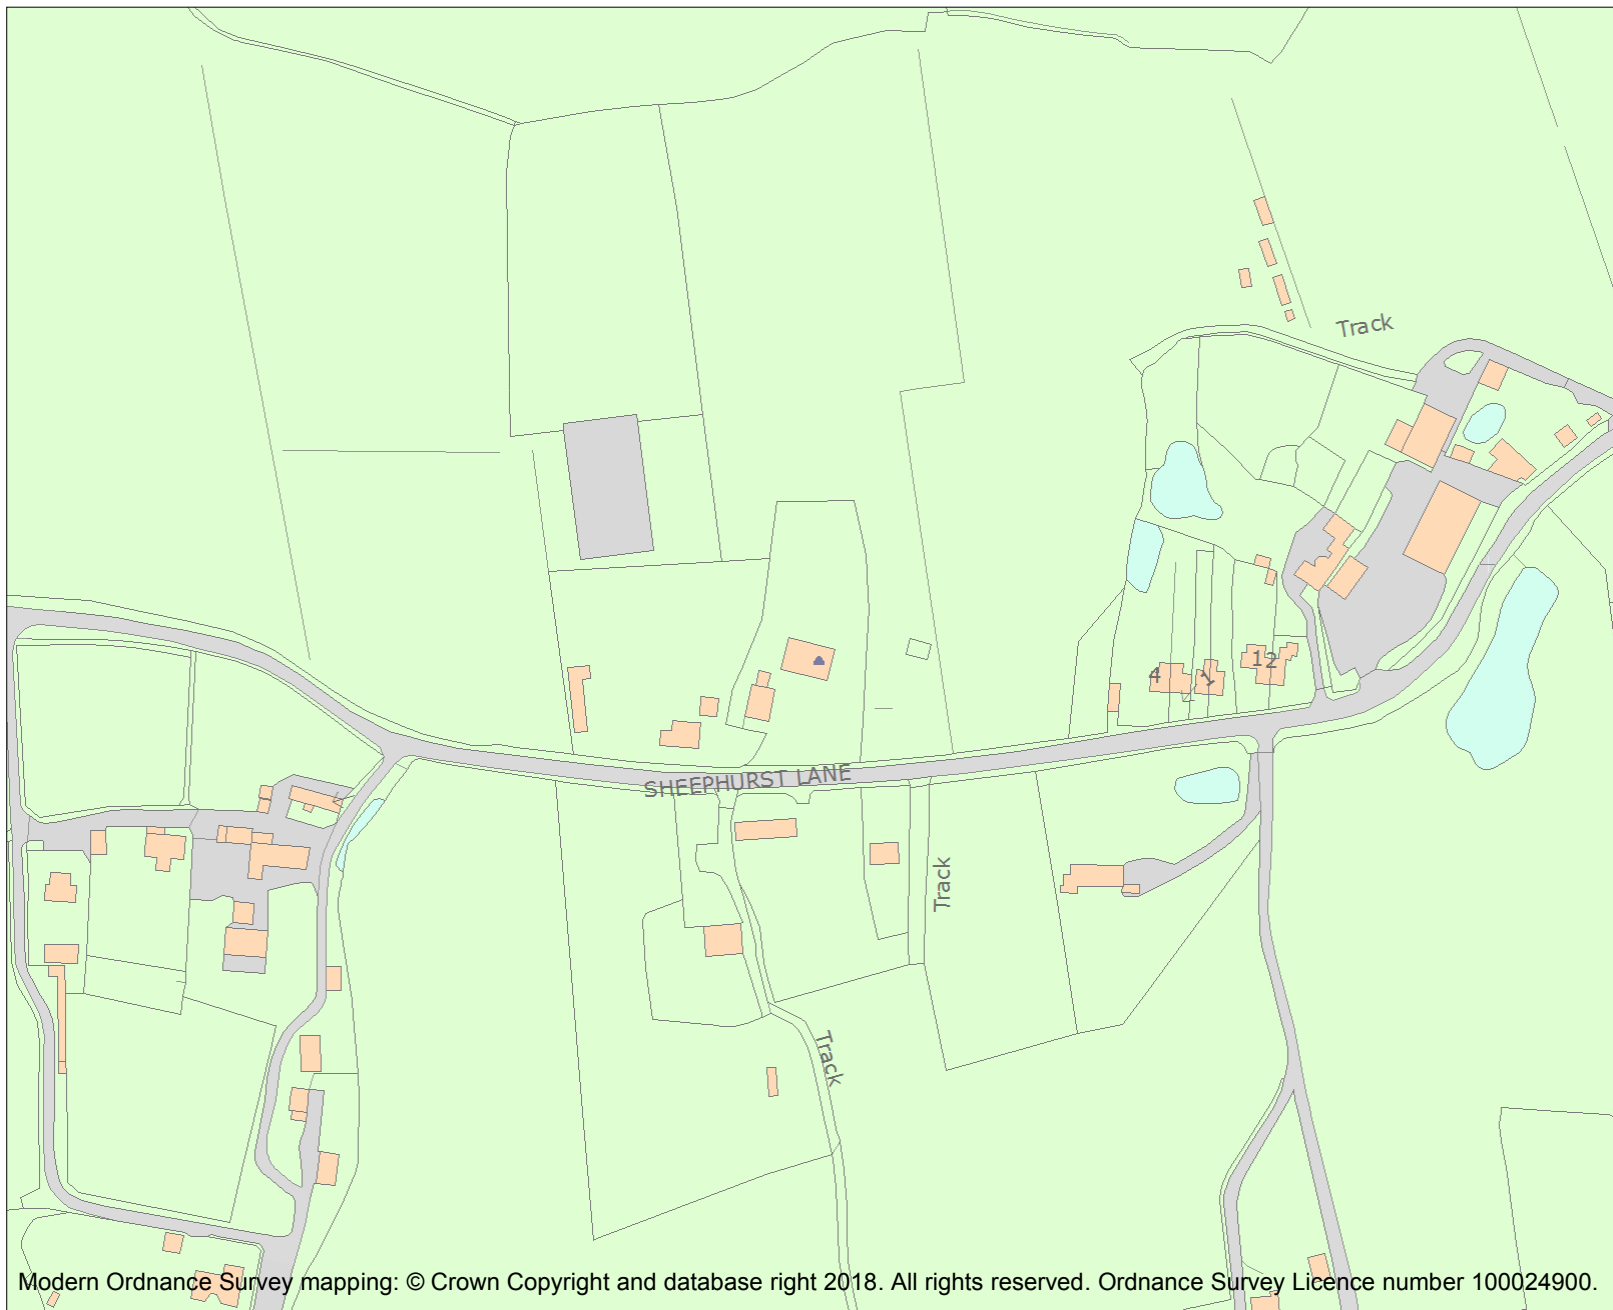 Track
4
1
12
SHEEPHURST LANE
Track
Track
Modern Ordnance Survey mapping: © Crown Copyright and database right 2018. All rights reserved. Ordnance Survey Licence number 100024900.